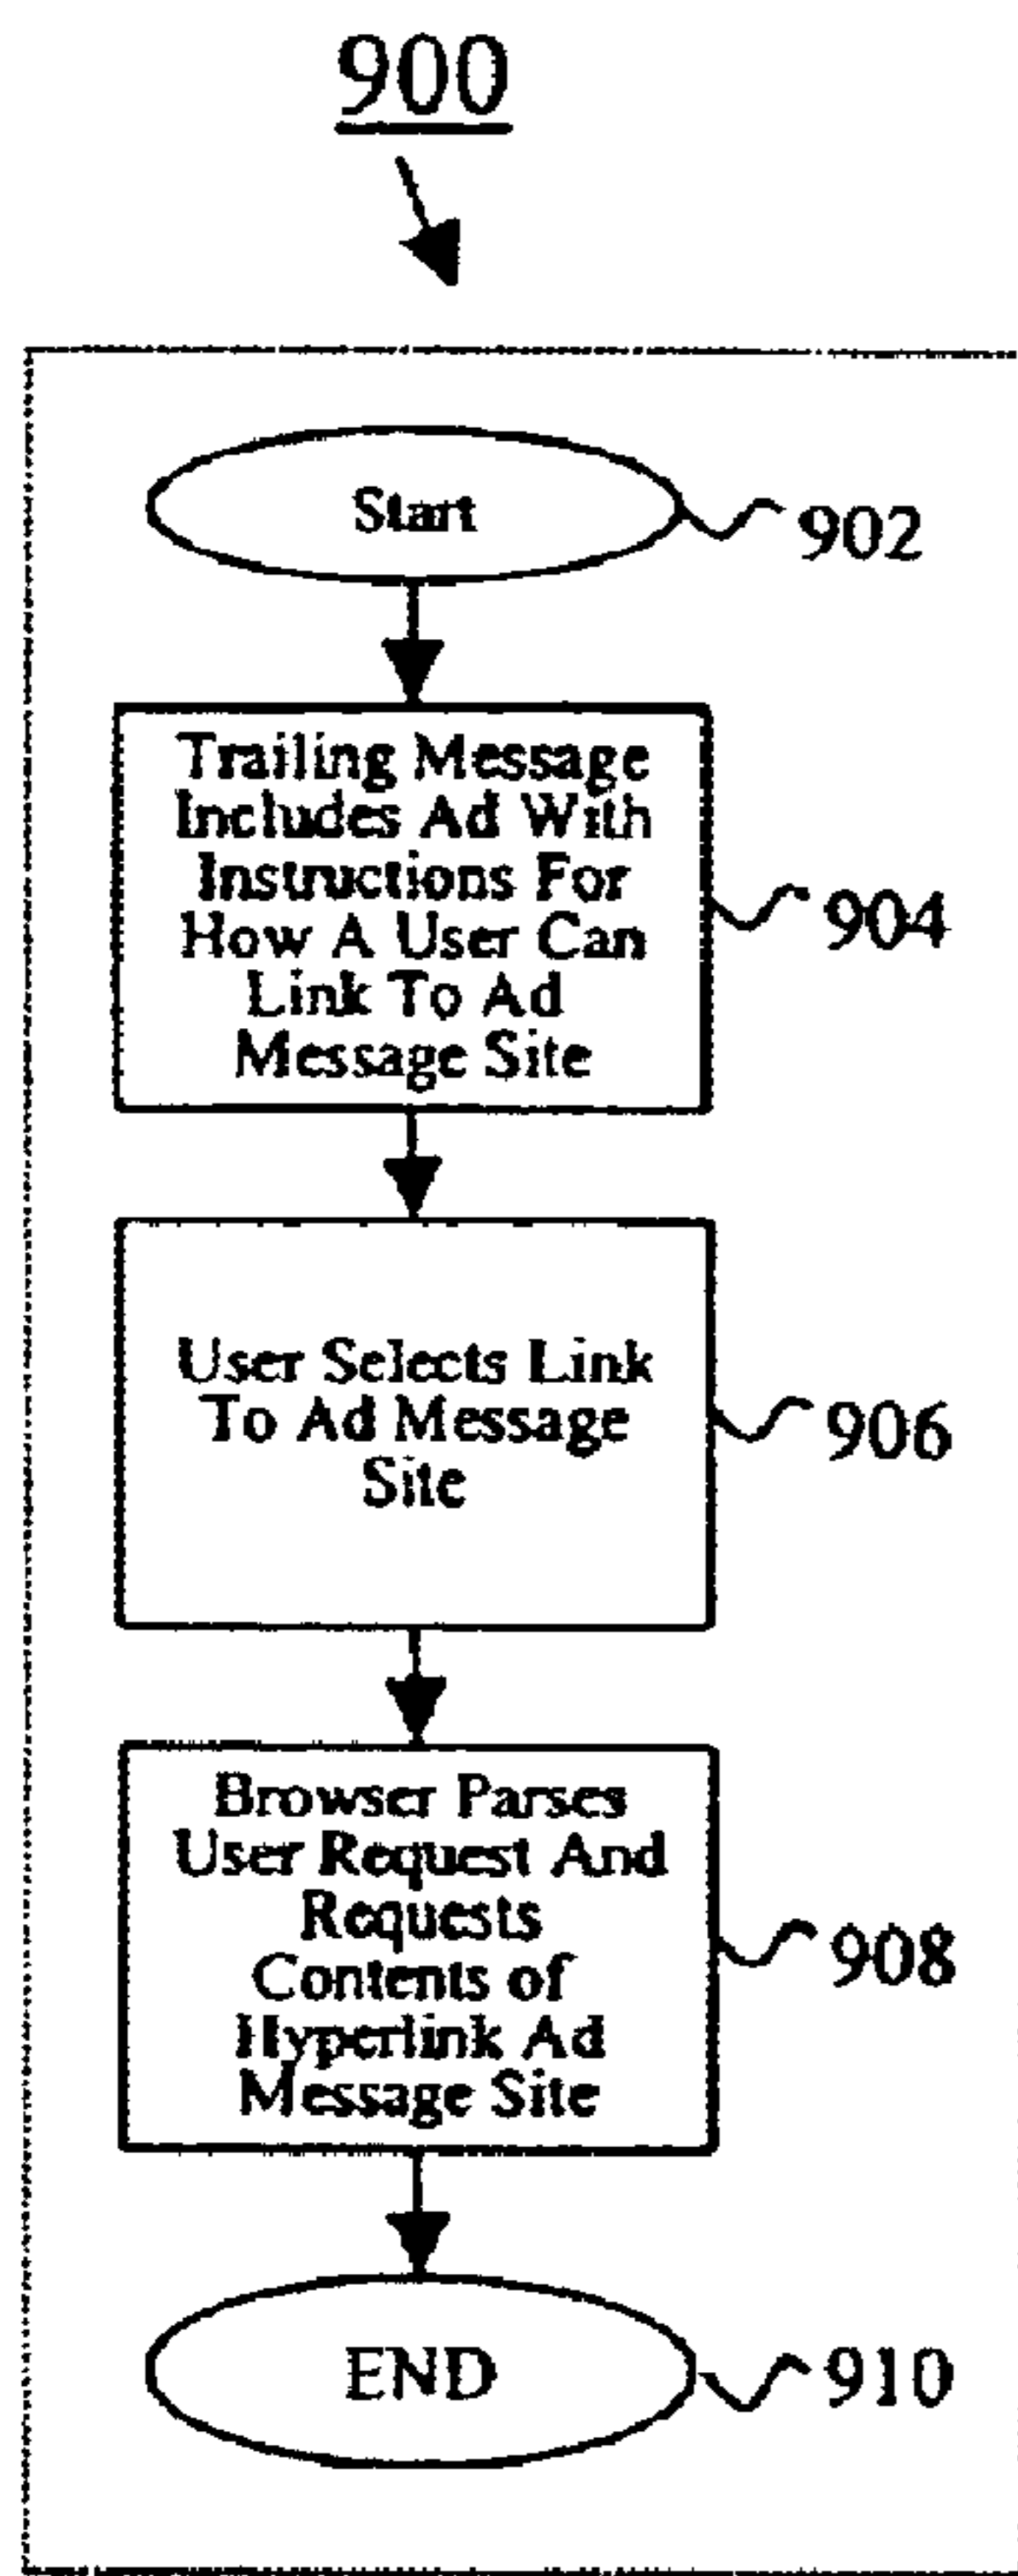 900
Start
902
Trailing Message
Includes Ad With
Instructions For
How A User Can
Link To Ad
Message Site
904
User Selects Link
To Ad Message
Site
906
Browser Parses
User Request And
Requests
Contents of
Hyperlink Ad
Message Site
908
END
910